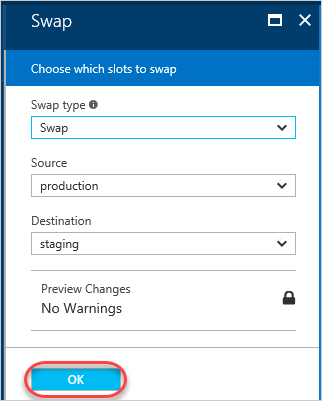 Swap
Choose which slots to swap
Swap type
Swap
Source
production
Destination
staging
Preview Changes
No Warnings
OK